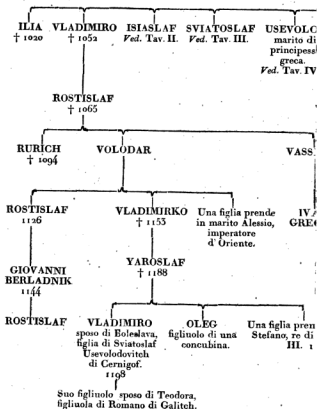 ILIA VLADIMIRO ISIASLAF SVIATOSLAF USEVOLO
† 1020 † 1052 Ved. Tav. II. Ved. Tav. III. marito di
principess
greca.
Ved. Tav. IV
ROSTISLAF
† 1065
RURICH VOLODAR VASS
† 1094
ROSTISLAF VLADIMIRKO Una figlia prende IVA
1126 † 1153 in marito Alessio, GREC
imperatore
d'Oriente.
GIOVANNI YAROSLAF
BERLADNIK † 1188
1144
ROSTISLAF VLADIMIRO OLEG Una figlia pren
sposo di Boleslava, figliuolo di una Stefano, re di
figlia di Sviatoslaf concubina. III. 1
Usevolodovitch
di Cernigof.
1198
Suo figliuolo sposo di Teodora,
figliuola di Romano di Galitch.